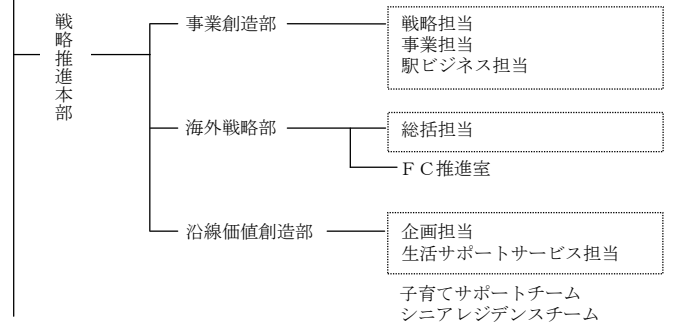 戦略推進本部
事業創造部
戦略担当
事業担当
駅ビジネス担当
海外戦略部
総括担当
ＦＣ推進室
沿線価値創造部
企画担当
生活サポートサービス担当
子育てサポートチーム
シニアレジデンスチーム